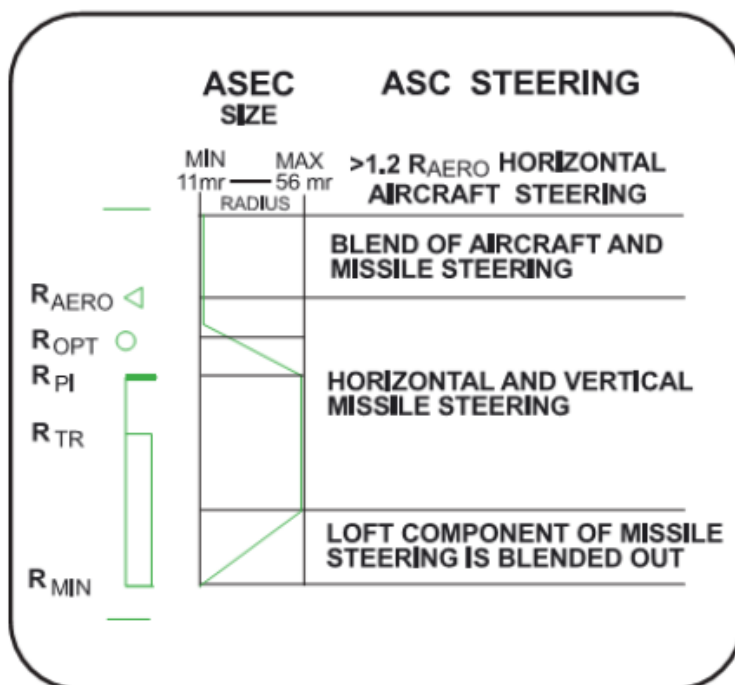 ASEC
SIZE
ASC STEERING
MIN
11mr
MAX
56 mr
RADIUS
>1.2 RAERO HORIZONTAL
AIRCRAFT STEERING
BLEND OF AIRCRAFT AND
MISSILE STEERING
RAERO
ROPT
RPI
HORIZONTAL AND VERTICAL
MISSILE STEERING
RTR
LOFT COMPONENT OF MISSILE
STEERING IS BLENDED OUT
RMIN